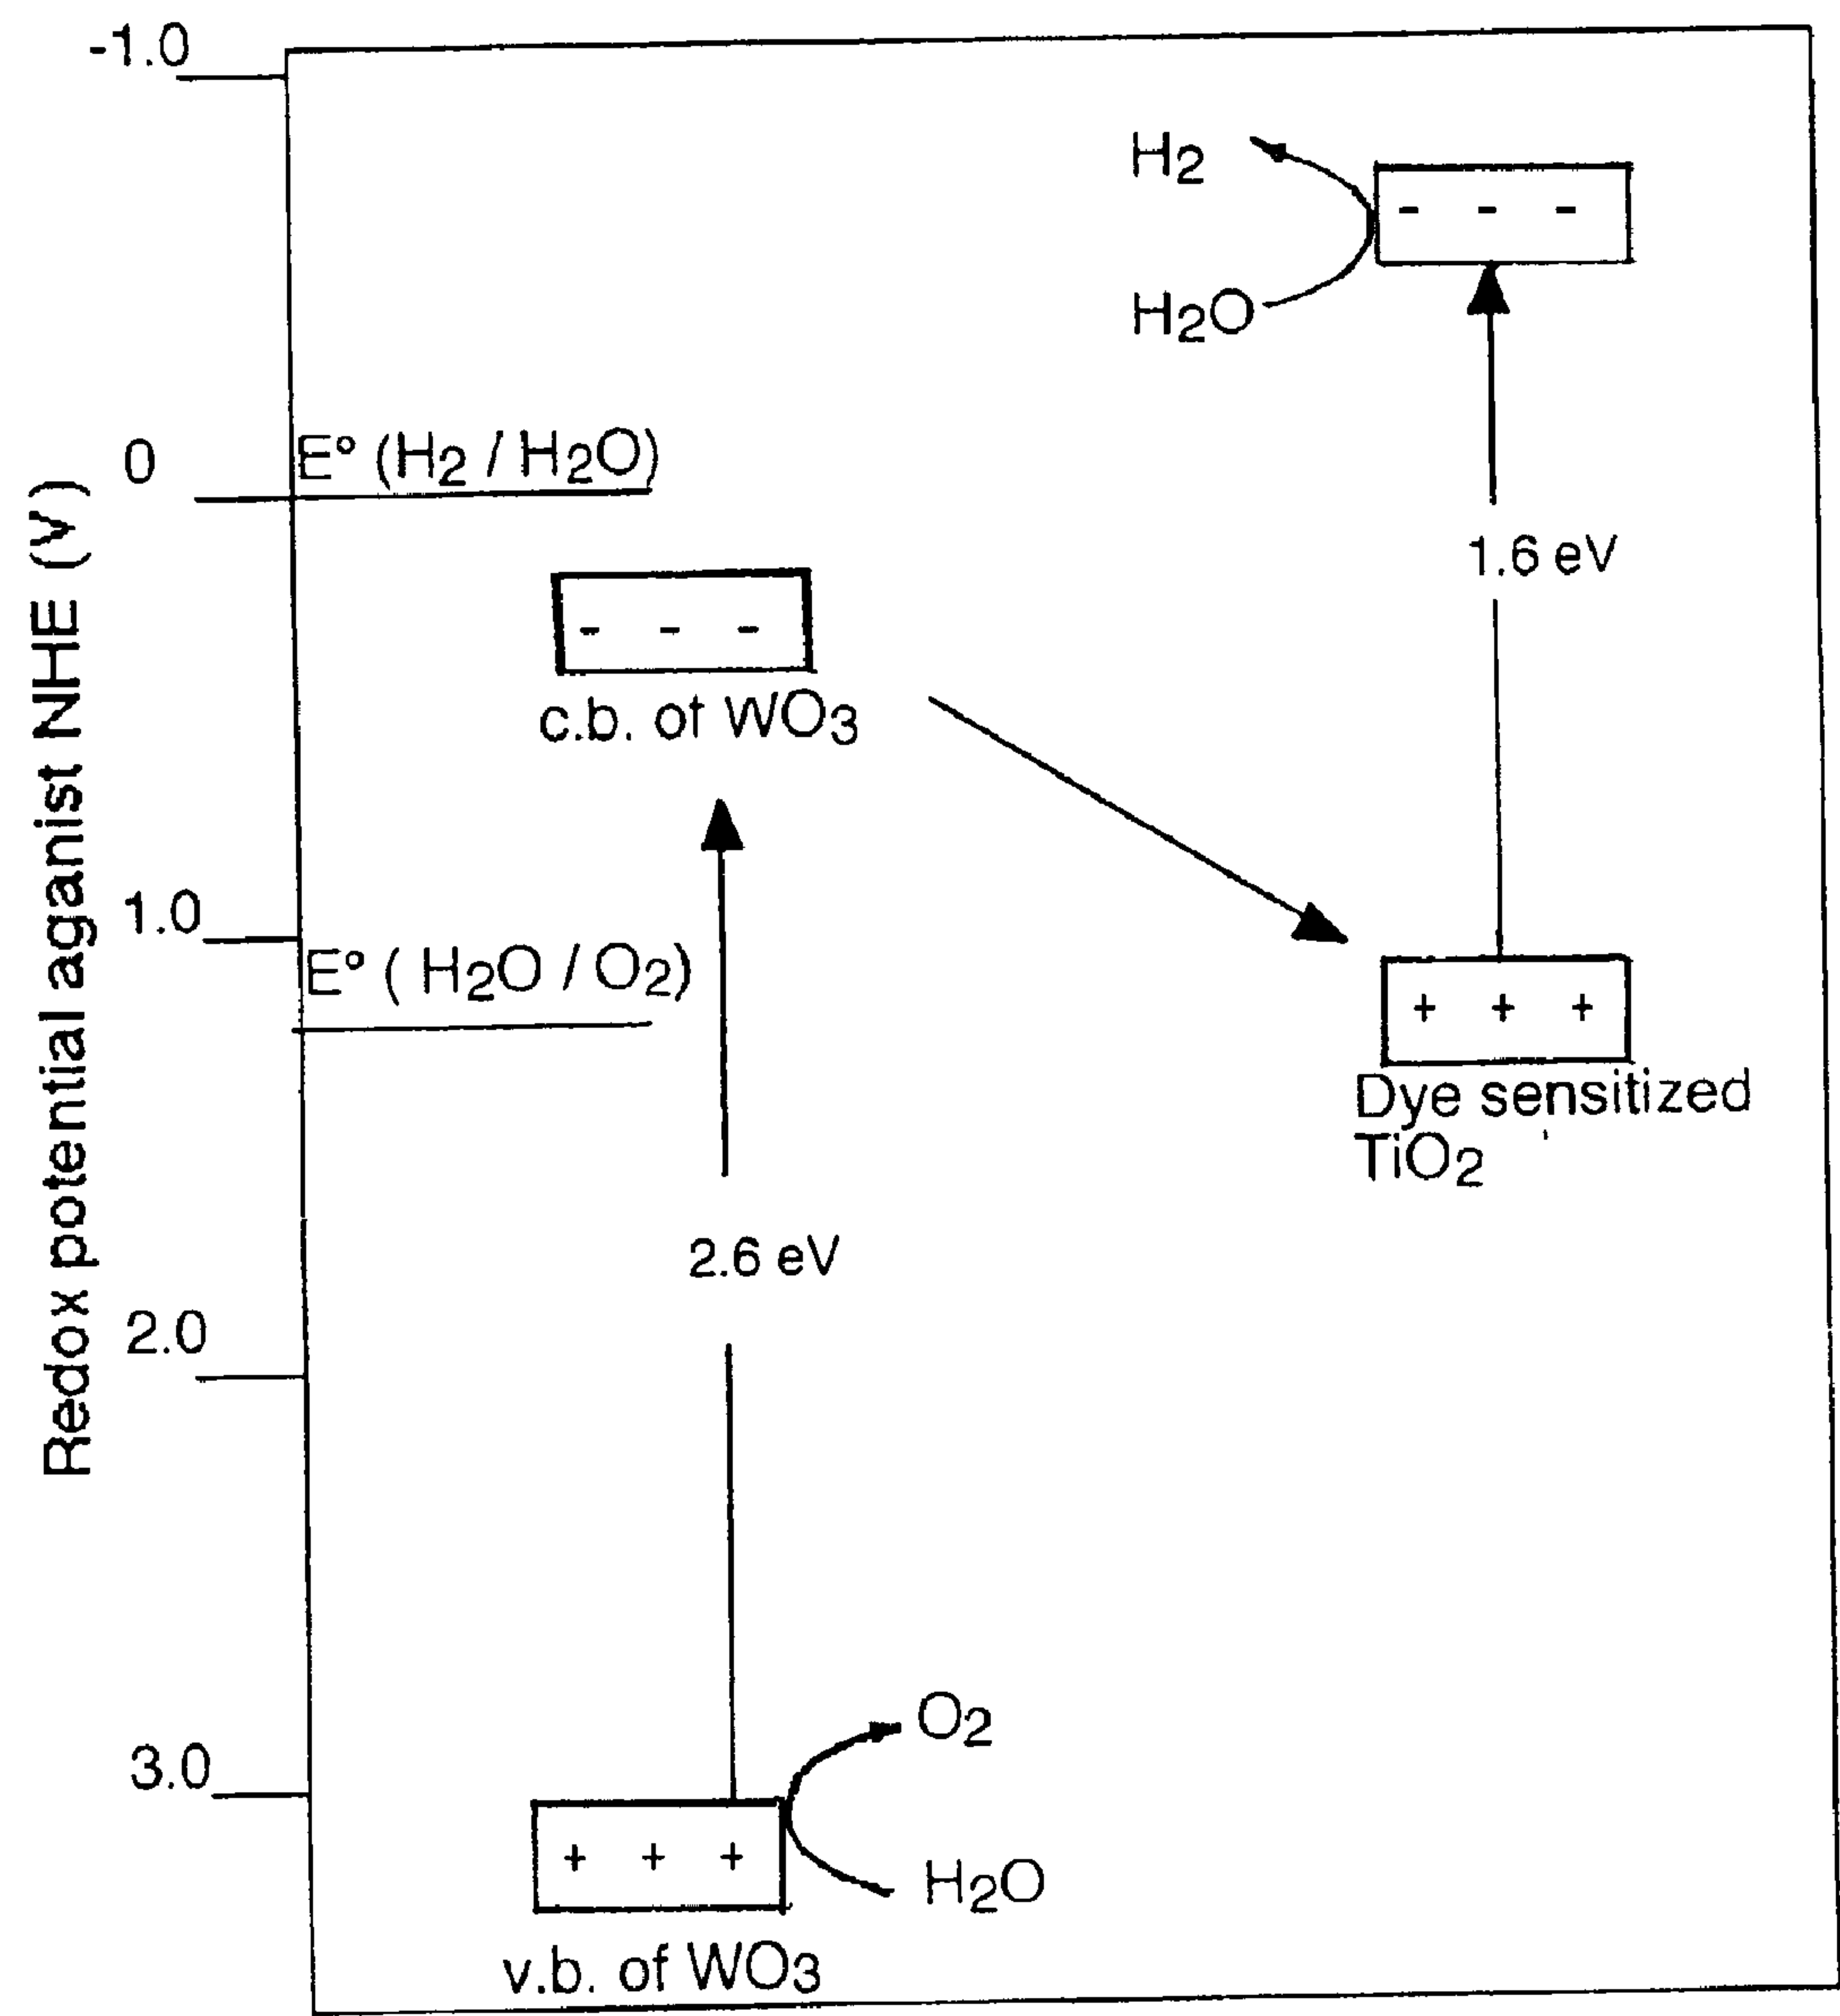 -1.0
H2
- - -
H2O
0
E° (H2 / H2O)
Redox potential aganist NHE (V)
1.6 eV
- - -
c.b. of WO3
1.0
E° ( H2O / O2)
+ + +
Dye sensitized
TiO2
2.6 eV
2.0
O2
3.0
+ + +
H2O
v.b. of WO3